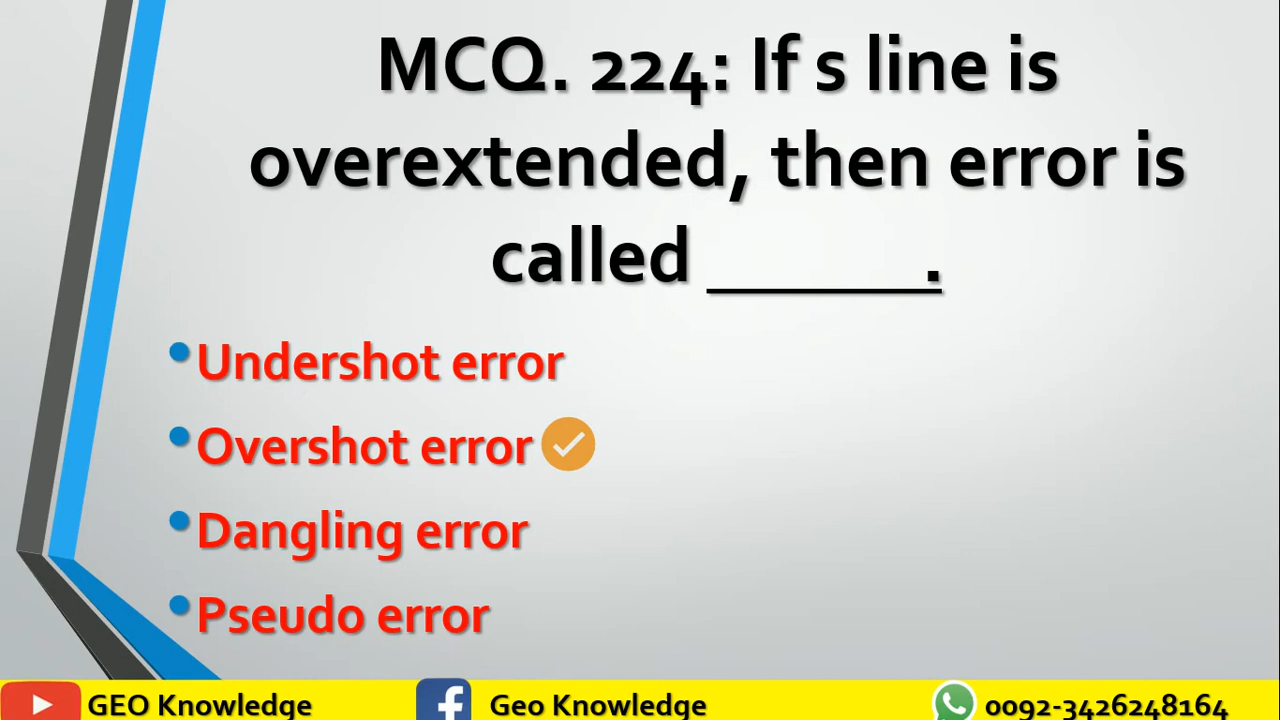 MCQ. 224: If s line is
overextended, then error is
called ______.
• Undershot error
• Overshot error
• Dangling error
• Pseudo error
GEO Knowledge Geo Knowledge 0092-3426248164